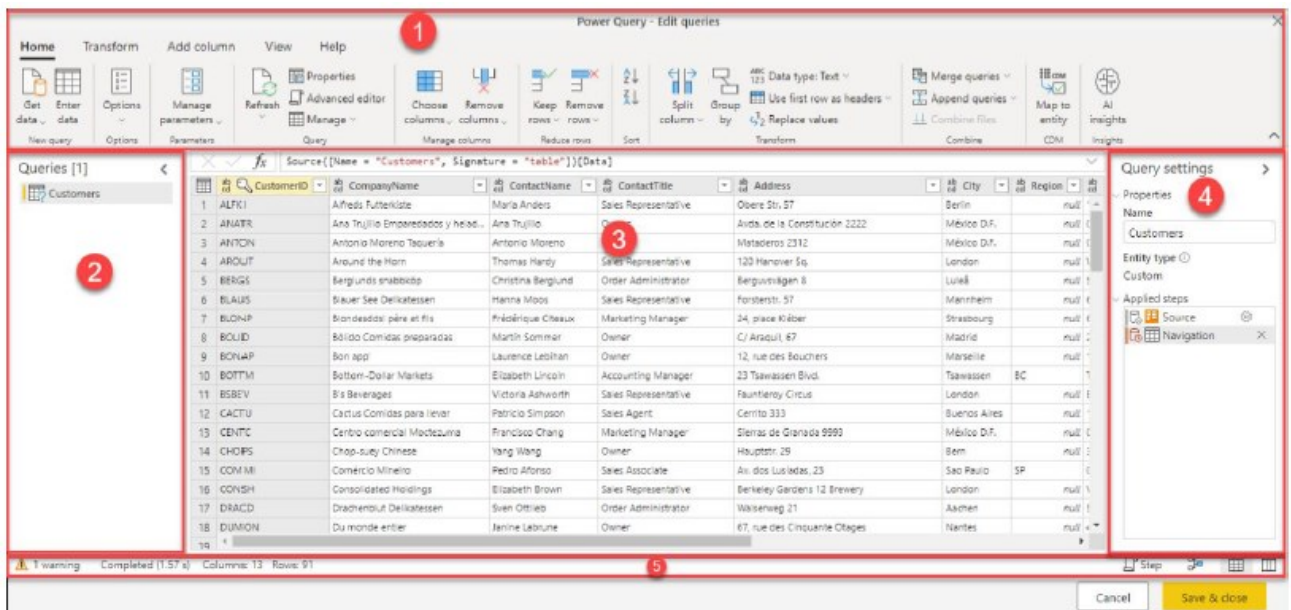 Power Query - Edit queries
1
Home Transform Add column View Help
Get data Enter data Options Manage parameters Refresh Properties Advanced editor Manage Choose columns Remove columns Keep rows Remove rows Split column Group by Data type: Text Use first row as headers Replace values Merge queries Append queries Combine files Map to entity AI insights
New query Options Parameters Query Manage columns Reduce rows Sort Transform Combine CDM Insights
Queries [1]
Customers
2
fx Source{[Name = "Customers", Signature = "table"]}[Data]
CustomerID CompanyName ContactName ContactTitle Address City Region
1 ALFKI Alfreds Futterkiste Maria Anders Sales Representative Obere Str. 57 Berlin null
2 ANATR Ana Trujillo Emparedados y helad... Ana Trujillo Avda. de la Constitución 2222 México D.F. null
3 ANTON Antonio Moreno Taquería Antonio Moreno Mataderos 2312 México D.F. null
3
4 AROUT Around the Horn Thomas Hardy Sales Representative 120 Hanover Sq. London null
5 BERGS Berglunds snabbköp Christina Berglund Order Administrator Berguvsvägen 8 Luleå null
6 BLAUS Blauer See Delikatessen Hanna Moos Sales Representative Forsterstr. 57 Mannheim null
7 BLONP Blondesddsl père et fils Frédérique Citeaux Marketing Manager 24, place Kléber Strasbourg null
8 BOLID Bólido Comidas preparadas Martín Sommer Owner C/ Araquil, 67 Madrid null
9 BONAP Bon app' Laurence Lebihan Owner 12, rue des Bouchers Marseille null
10 BOTTM Bottom-Dollar Markets Elizabeth Lincoln Accounting Manager 23 Tsawassen Blvd. Tsawassen BC
11 BSBEV B's Beverages Victoria Ashworth Sales Representative Fauntleroy Circus London null
12 CACTU Cactus Comidas para llevar Patricio Simpson Sales Agent Cerrito 333 Buenos Aires null
13 CENTC Centro comercial Moctezuma Francisco Chang Marketing Manager Sierras de Granada 9993 México D.F. null
14 CHOPS Chop-suey Chinese Yang Wang Owner Hauptstr. 29 Bern null
15 COMMI Comércio Mineiro Pedro Afonso Sales Associate Av. dos Lusíadas, 23 Sao Paulo SP
16 CONSH Consolidated Holdings Elizabeth Brown Sales Representative Berkeley Gardens 12 Brewery London null
17 DRACD Drachenblut Delikatessen Sven Ottlieb Order Administrator Walserweg 21 Aachen null
18 DUMON Du monde entier Janine Labrune Owner 67, rue des Cinquante Otages Nantes null
19
Query settings
4
Properties
Name
Customers
Entity type
Custom
Applied steps
Source
Navigation
1 warning Completed (1.57 s) Columns: 13 Rows: 91 5 Step
Cancel Save & close